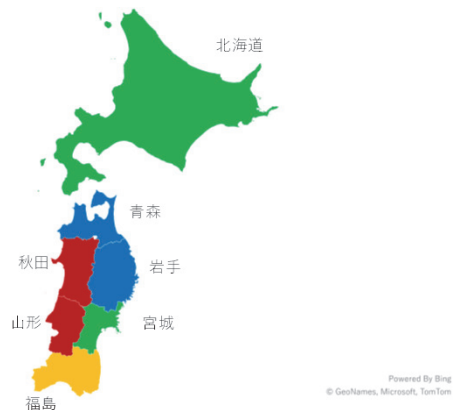 北海道
青森
秋田
岩手
山形
宮城
福島
Powered By Bing
© GeoNames, Microsoft, TomTom